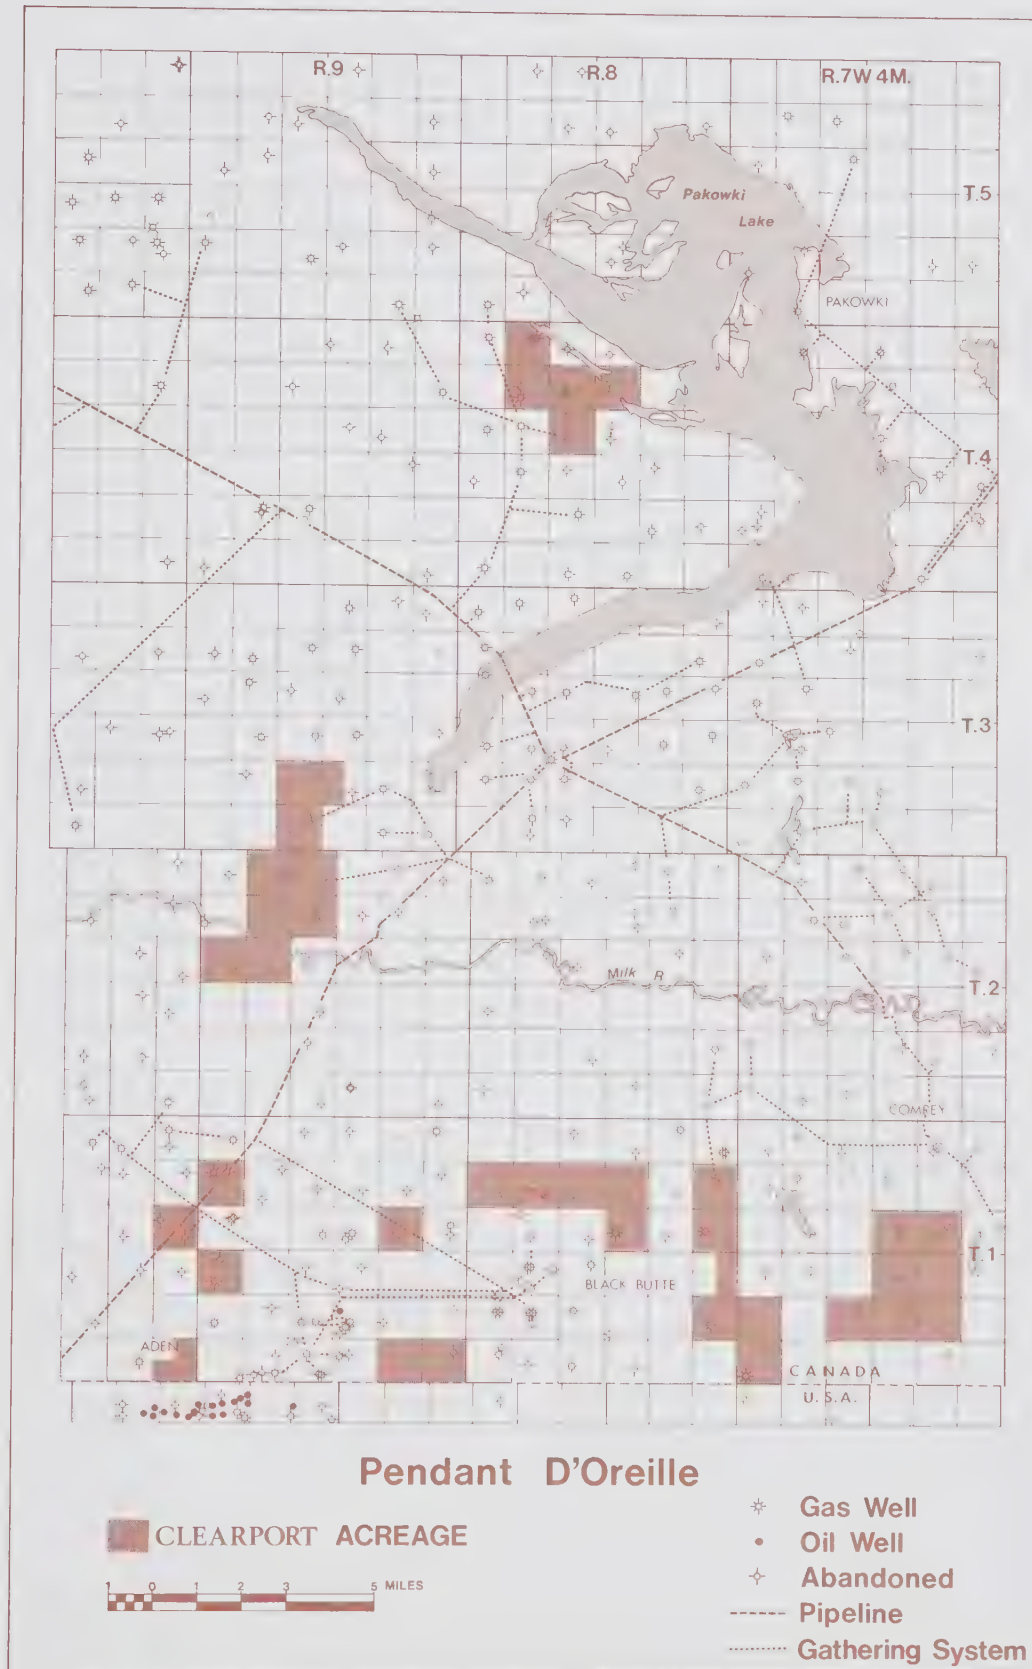 R.9
R.8
R.7W 4M.
Pakowki
Lake
T.5
PAKOWKI
T.4
T.3
Milk R
T.2
COMREY
T.1
BLACK BUTTE
ADEN
CANADA
U.S.A.
Pendant D'Oreille
CLEARPORT ACREAGE
1 0 1 2 3 5 MILES
Gas Well
Oil Well
Abandoned
Pipeline
Gathering System